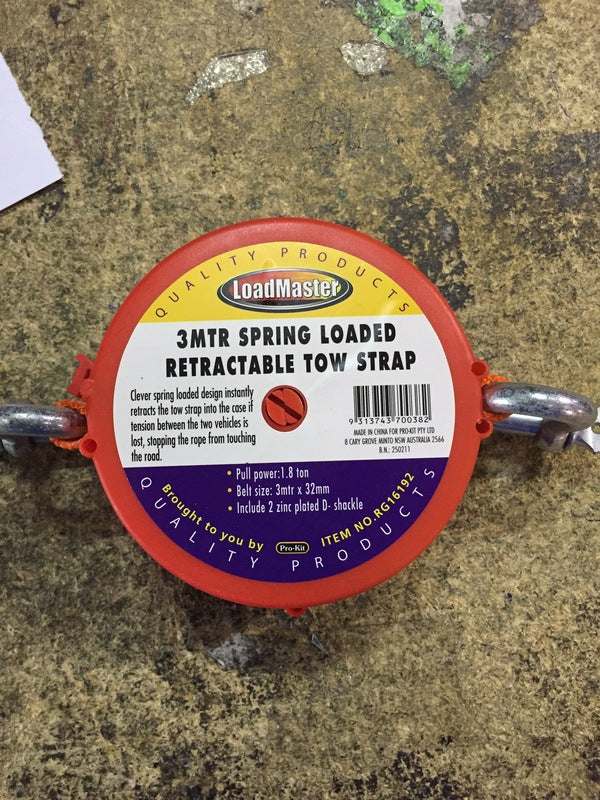 QUALITY PRODUCTS
LoadMaster
3MTR SPRING LOADED
RETRACTABLE TOW STRAP
Clever spring loaded design instantly
retracts the tow strap into the case if
tension between the two vehicles is
lost, stopping the rope from touching
the road.
9 313743 700382
MADE IN CHINA FOR PRO-KIT PTY LTD
8 CARY GROVE MINTO NSW AUSTRALIA 2566
B.N.: 250211
• Pull power:1.8 ton
• Belt size: 3mtr x 32mm
• Include 2 zinc plated D- shackle
Brought to you by Pro-Kit ITEM NO.RG16192
QUALITY PRODUCTS